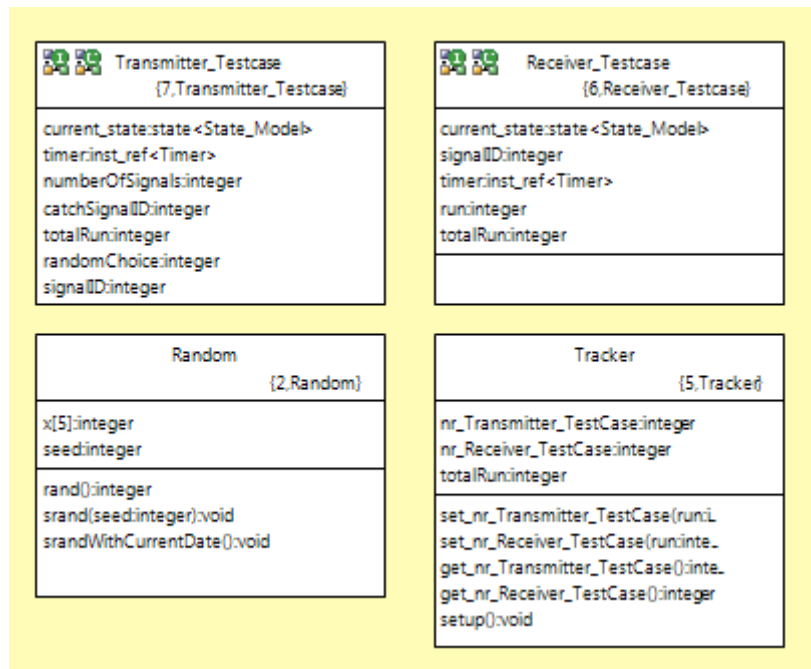 Transmitter_Testcase
{7,Transmitter_Testcase}
current_state:state<State_Model>
timer:inst_ref<Timer>
numberOfSignals:integer
catchSignalID:integer
totalRun:integer
randomChoice:integer
signalID:integer
Receiver_Testcase
{6,Receiver_Testcase}
current_state:state<State_Model>
signalID:integer
timer:inst_ref<Timer>
run:integer
totalRun:integer
Random
{2,Random}
x[5]:integer
seed:integer
rand():integer
srand(seed:integer):void
srandWithCurrentDate():void
Tracker
{5,Tracker}
nr_Transmitter_TestCase:integer
nr_Receiver_TestCase:integer
totalRun:integer
set_nr_Transmitter_TestCase(run:i...
set_nr_Receiver_TestCase(run:inte...
get_nr_Transmitter_TestCase():inte...
get_nr_Receiver_TestCase():integer
setup():void